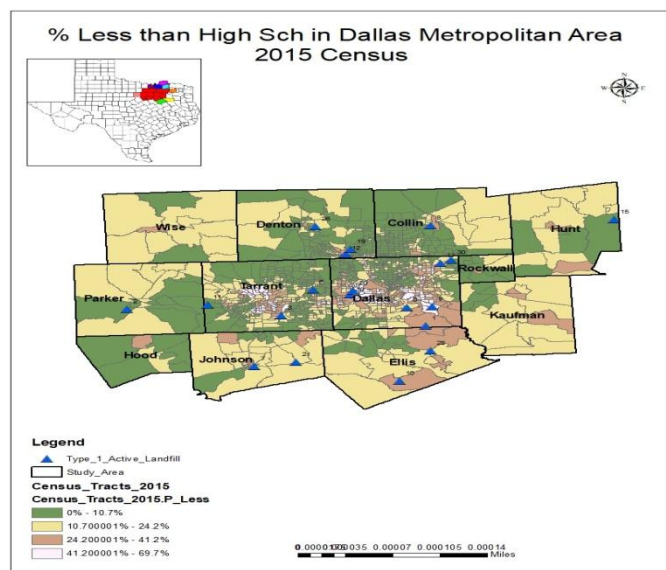 % Less than High Sch in Dallas Metropolitan Area
2015 Census
N
W
E
S
Wise
Denton
Collin
Hunt
Parker
Tarrant
Dallas
Rockwall
Kaufman
Hood
Johnson
Ellis
Legend
Type_1_Active_Landfill
Study_Area
Census_Tracts_2015
Census_Tracts_2015.P_Less
0% - 10.7%
10.700001% - 24.2%
24.200001% - 41.2%
41.200001% - 69.7%
0.00007 0.000105 0.00014
Miles